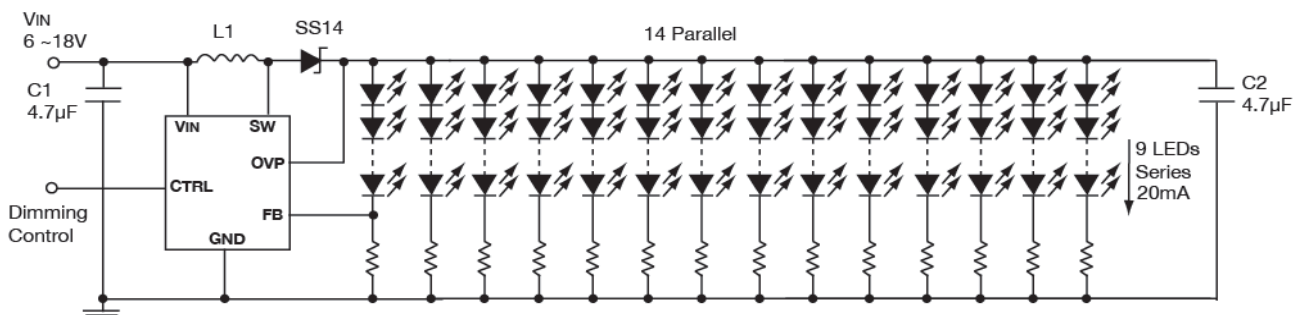 VIN
6 ~18V
L1
SS14
14 Parallel
C1
4.7µF
VIN
SW
OVP
CTRL
FB
GND
Dimming
Control
9 LEDs
Series
20mA
C2
4.7µF